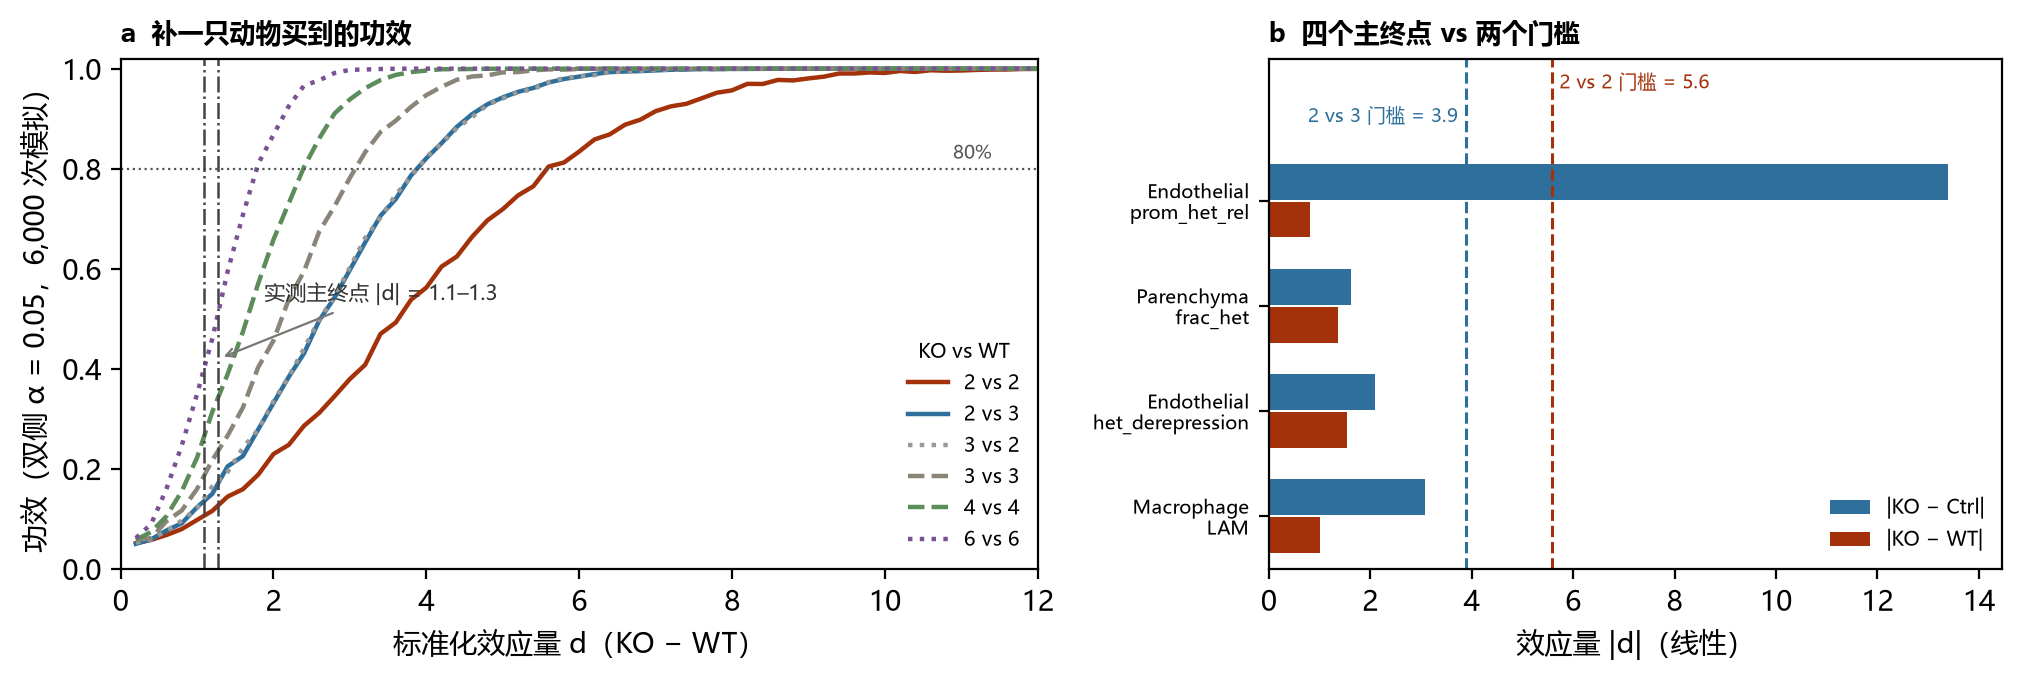 a 补一只动物买到的功效
功效（双侧 α = 0.05，6,000 次模拟）
1.0
0.8
0.6
0.4
0.2
0.0
80%
实测主终点 |d| = 1.1–1.3
KO vs WT
2 vs 2
2 vs 3
3 vs 2
3 vs 3
4 vs 4
6 vs 6
0 2 4 6 8 10 12
标准化效应量 d（KO − WT）
b 四个主终点 vs 两个门槛
2 vs 2 门槛 = 5.6
2 vs 3 门槛 = 3.9
Endothelial
prom_het_rel
Parenchyma
frac_het
Endothelial
het_derepression
Macrophage
LAM
|KO − Ctrl|
|KO − WT|
0 2 4 6 8 10 12 14
效应量 |d|（线性）